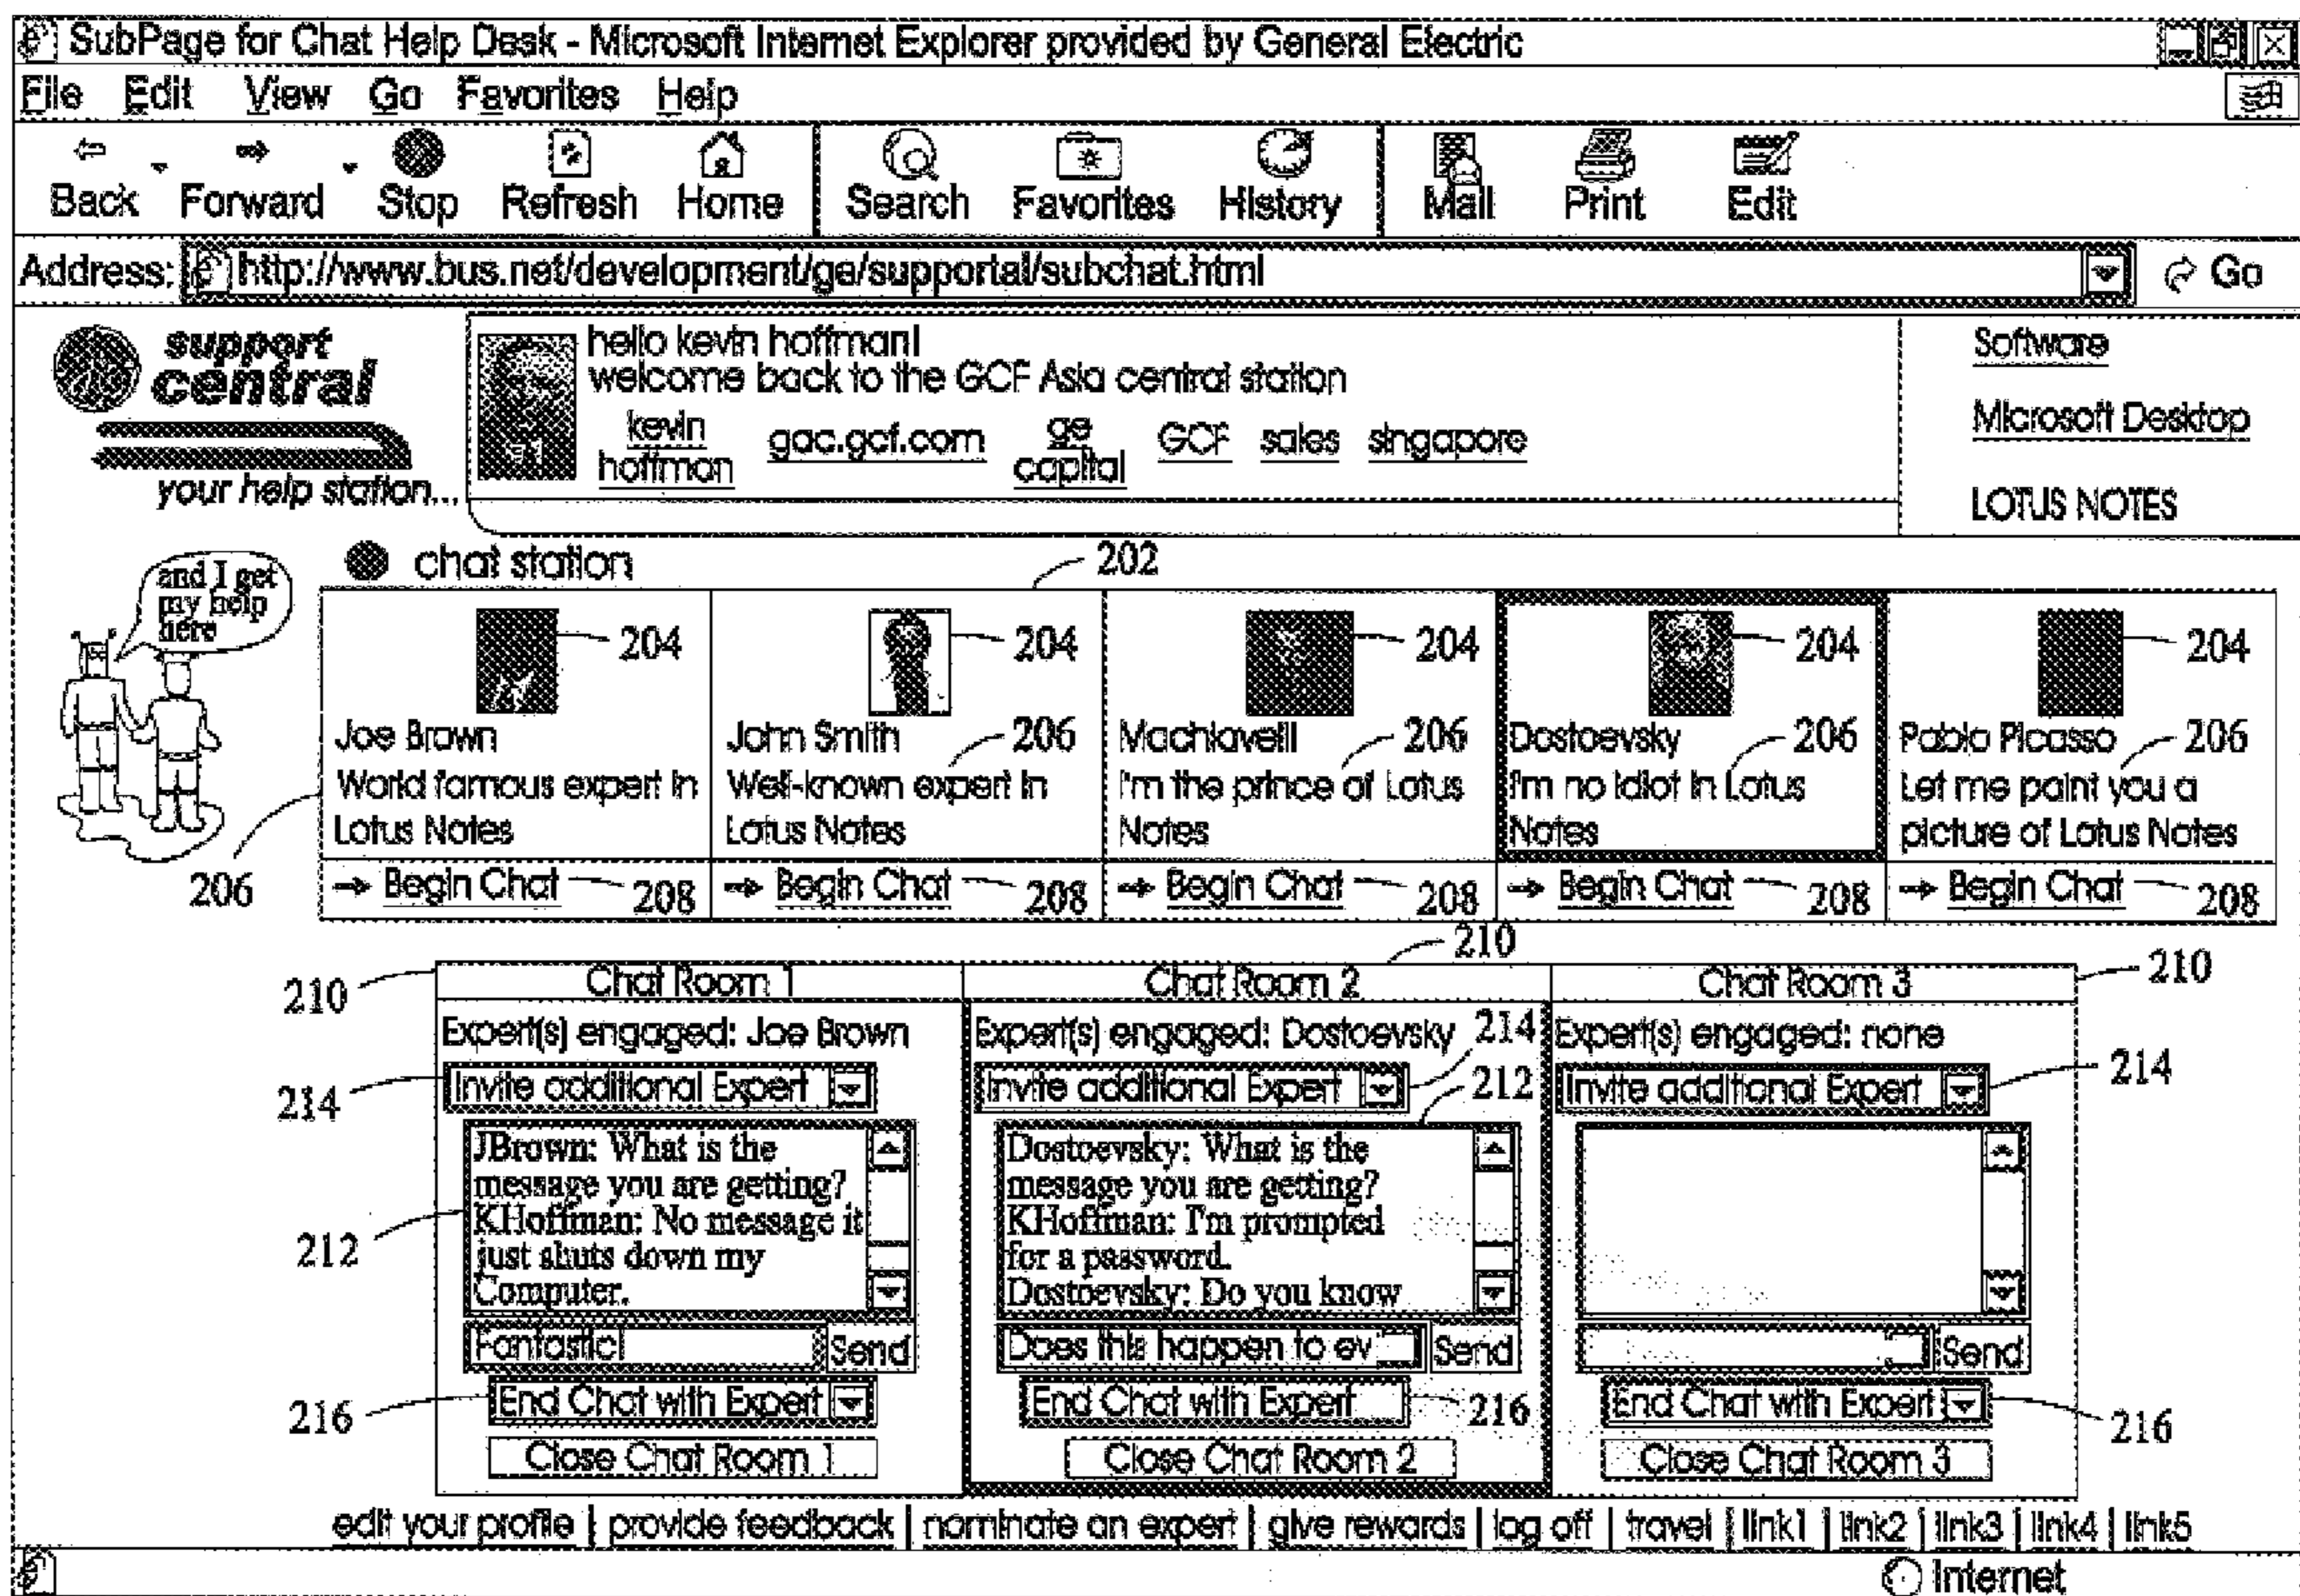 SubPage for Chat Help Desk - Microsoft Internet Explorer provided by General Electric
File Edit View Go Favorites Help
Back Forward Stop Refresh Home Search Favorites History Mail Print Edit
Address: http://www.bus.net/development/ge/supportal/subchat.html Go
support
central
your help station...
hello kevin hoffman!
welcome back to the GCF Asia central station
kevin hoffman gac.gcf.com ge capital GCF sales singapore
Software
Microsoft Desktop
LOTUS NOTES
and I get
my help
here
chat station 202
204 204 204 204 204
Joe Brown
World famous expert in
Lotus Notes
206
Begin Chat 208
John Smith 206
Well-known expert in
Lotus Notes
Begin Chat 208
Machiavelli 206
I'm the prince of Lotus
Notes
Begin Chat 208
Dostoevsky 206
I'm no idiot in Lotus
Notes
Begin Chat 208
Pablo Picasso 206
Let me paint you a
picture of Lotus Notes
Begin Chat 208
210 Chat Room 1
Expert(s) engaged: Joe Brown
214 Invite additional Expert
JBrown: What is the
message you are getting?
KHoffman: No message it
just shuts down my
Computer.
212
Fantastic! Send
216 End Chat with Expert
Close Chat Room 1
210
Chat Room 2
Expert(s) engaged: Dostoevsky 214
Invite additional Expert 212
Dostoevsky: What is the
message you are getting?
KHoffman: I'm prompted
for a password.
Dostoevsky: Do you know
Does this happen to ev Send
End Chat with Expert 216
Close Chat Room 2
Chat Room 3 210
Expert(s) engaged: none
Invite additional Expert 214
Send
End Chat with Expert 216
Close Chat Room 3
edit your profile | provide feedback | nominate an expert | give rewards | log off | travel | link1 | link2 | link3 | link4 | link5
Internet